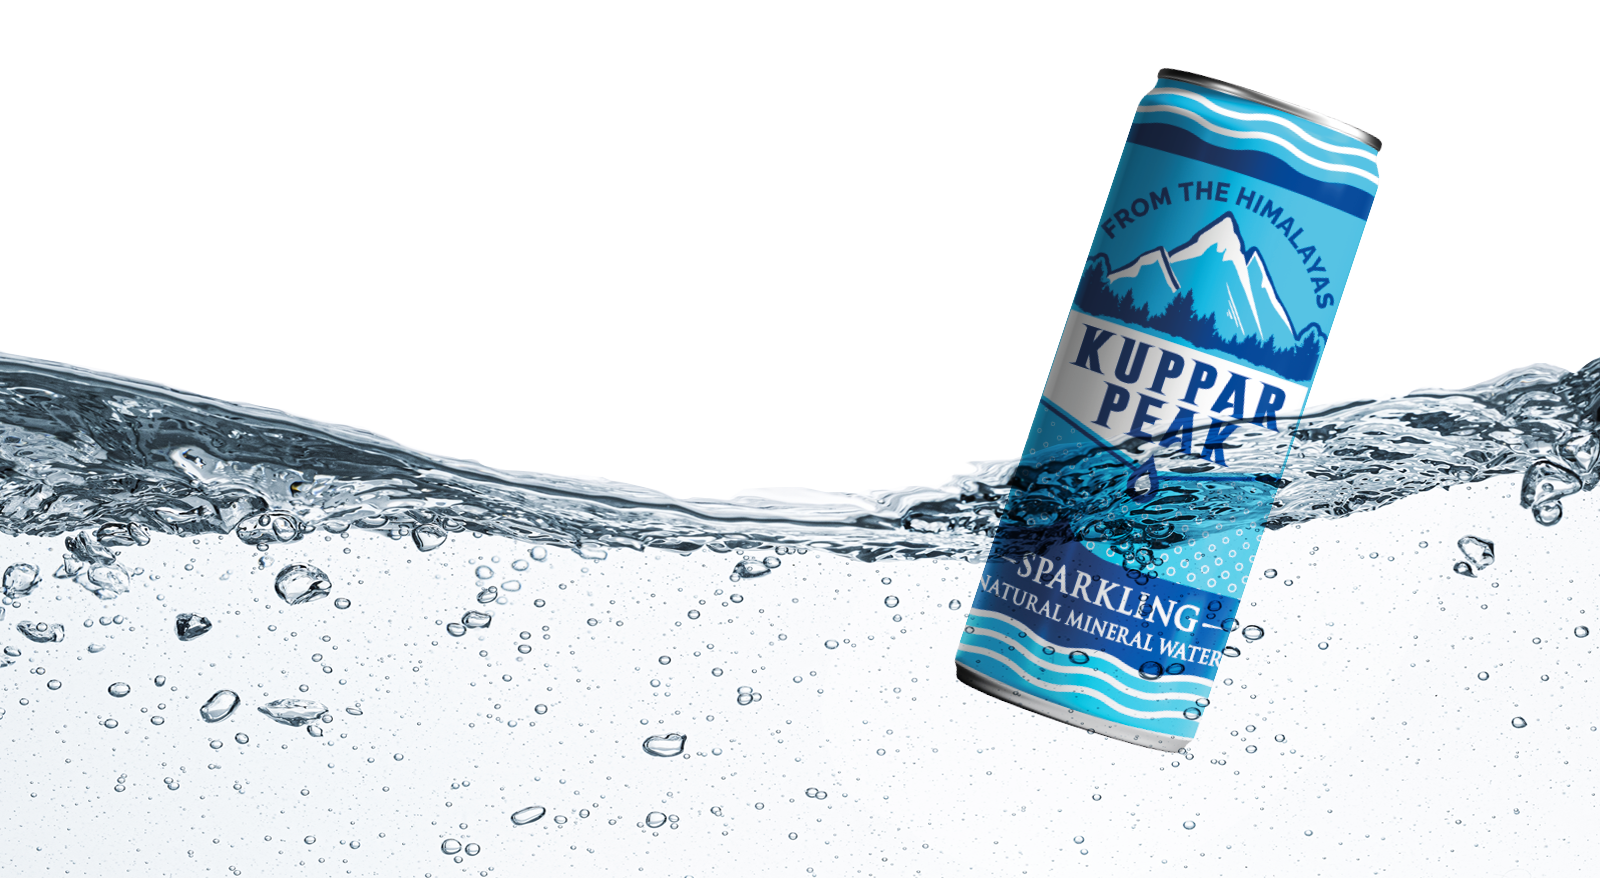 FROM THE HIMALAYAS
KUPPAR
PEAK
SPARKLING
NATURAL MINERAL WATER